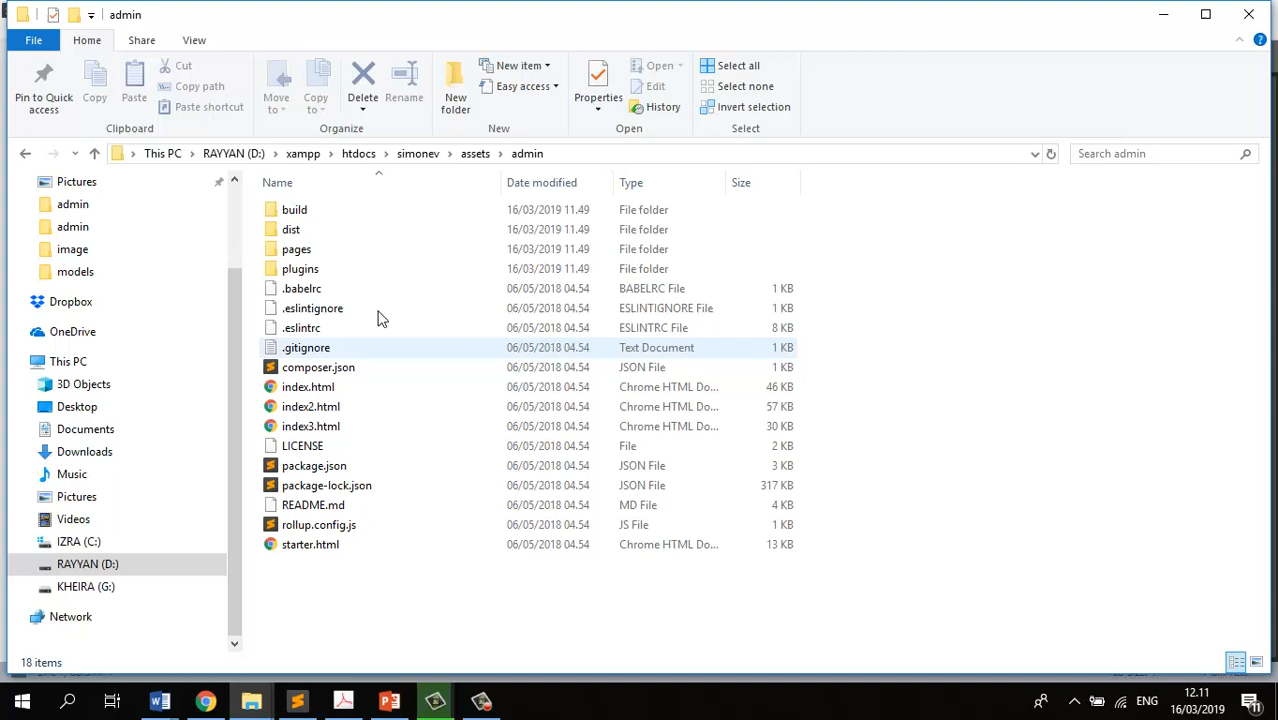 admin
File Home Share View
Pin to Quick access
Copy
Paste
Cut
Copy path
Paste shortcut
Clipboard
Move to
Copy to
Delete
Rename
Organize
New folder
New item
Easy access
New
Properties
Open
Edit
History
Open
Select all
Select none
Invert selection
Select
This PC RAYYAN (D:) xampp htdocs simonev assets admin
Search admin
Pictures
admin
admin
image
models
Dropbox
OneDrive
This PC
3D Objects
Desktop
Documents
Downloads
Music
Pictures
Videos
IZRA (C:)
RAYYAN (D:)
KHEIRA (G:)
Network
Name Date modified Type Size
build 16/03/2019 11.49 File folder
dist 16/03/2019 11.49 File folder
pages 16/03/2019 11.49 File folder
plugins 16/03/2019 11.49 File folder
.babelrc 06/05/2018 04.54 BABELRC File 1 KB
.eslintignore 06/05/2018 04.54 ESLINTIGNORE File 1 KB
.eslintrc 06/05/2018 04.54 ESLINTRC File 8 KB
.gitignore 06/05/2018 04.54 Text Document 1 KB
composer.json 06/05/2018 04.54 JSON File 1 KB
index.html 06/05/2018 04.54 Chrome HTML Do... 46 KB
index2.html 06/05/2018 04.54 Chrome HTML Do... 57 KB
index3.html 06/05/2018 04.54 Chrome HTML Do... 30 KB
LICENSE 06/05/2018 04.54 File 2 KB
package.json 06/05/2018 04.54 JSON File 3 KB
package-lock.json 06/05/2018 04.54 JSON File 317 KB
README.md 06/05/2018 04.54 MD File 4 KB
rollup.config.js 06/05/2018 04.54 JS File 1 KB
starter.html 06/05/2018 04.54 Chrome HTML Do... 13 KB
18 items
ENG
12.11
16/03/2019
11